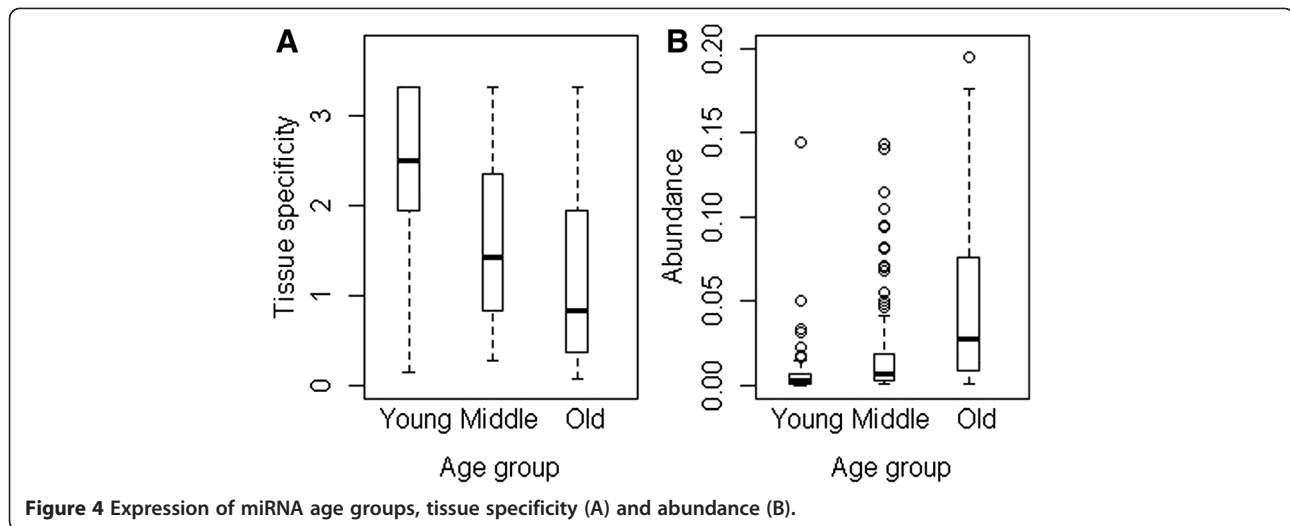 A
Tissue specificity
3
2
1
0
Young Middle Old
Age group
B
Abundance
0.20
0.15
0.10
0.05
0.00
Young Middle Old
Age group
Figure 4 Expression of miRNA age groups, tissue specificity (A) and abundance (B).